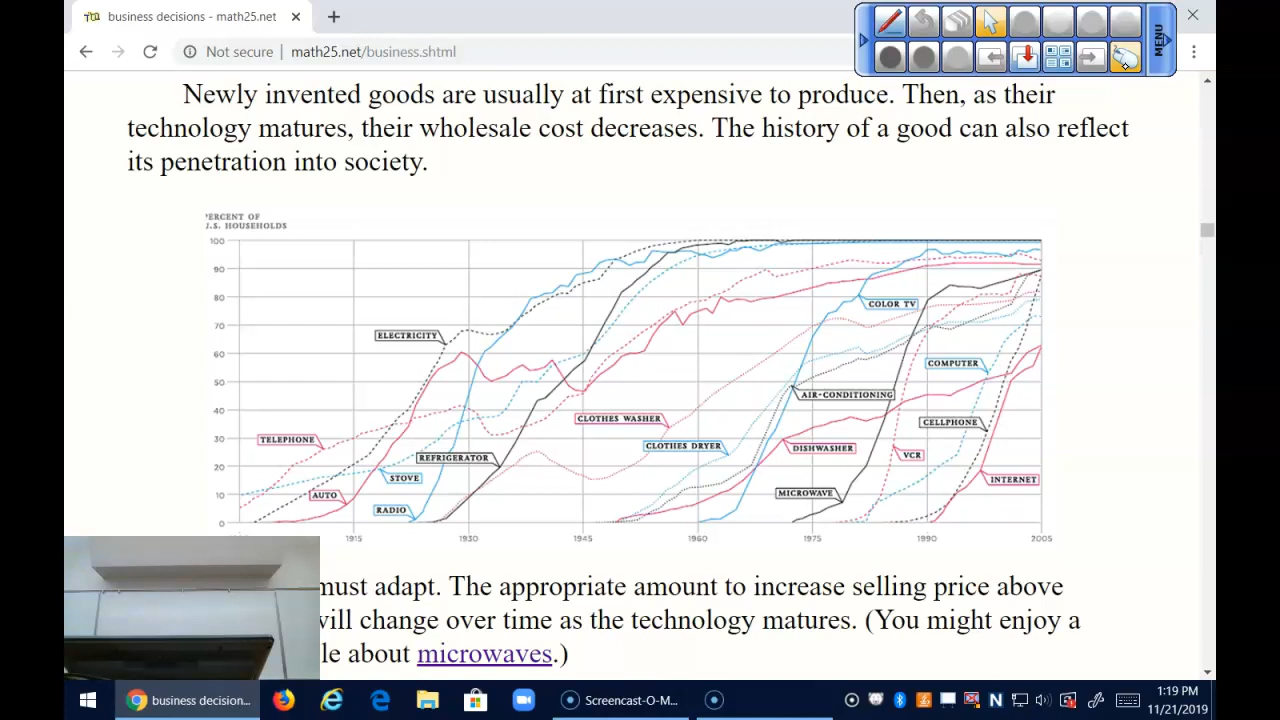 business decisions - math25.net
Not secure | math25.net/business.shtml
MENU
Newly invented goods are usually at first expensive to produce. Then, as their
technology matures, their wholesale cost decreases. The history of a good can also reflect
its penetration into society.
PERCENT OF
U.S. HOUSEHOLDS
100
90
80
70
60
50
40
30
20
10
0
ELECTRICITY
TELEPHONE
AUTO
STOVE
RADIO
REFRIGERATOR
CLOTHES WASHER
CLOTHES DRYER
COLOR TV
AIR-CONDITIONING
DISHWASHER
MICROWAVE
COMPUTER
CELLPHONE
VCR
INTERNET
1915
1930
1945
1960
1975
1990
2005
must adapt. The appropriate amount to increase selling price above
will change over time as the technology matures. (You might enjoy a
le about microwaves.)
business decision...
Screencast-O-M...
1:19 PM
11/21/2019